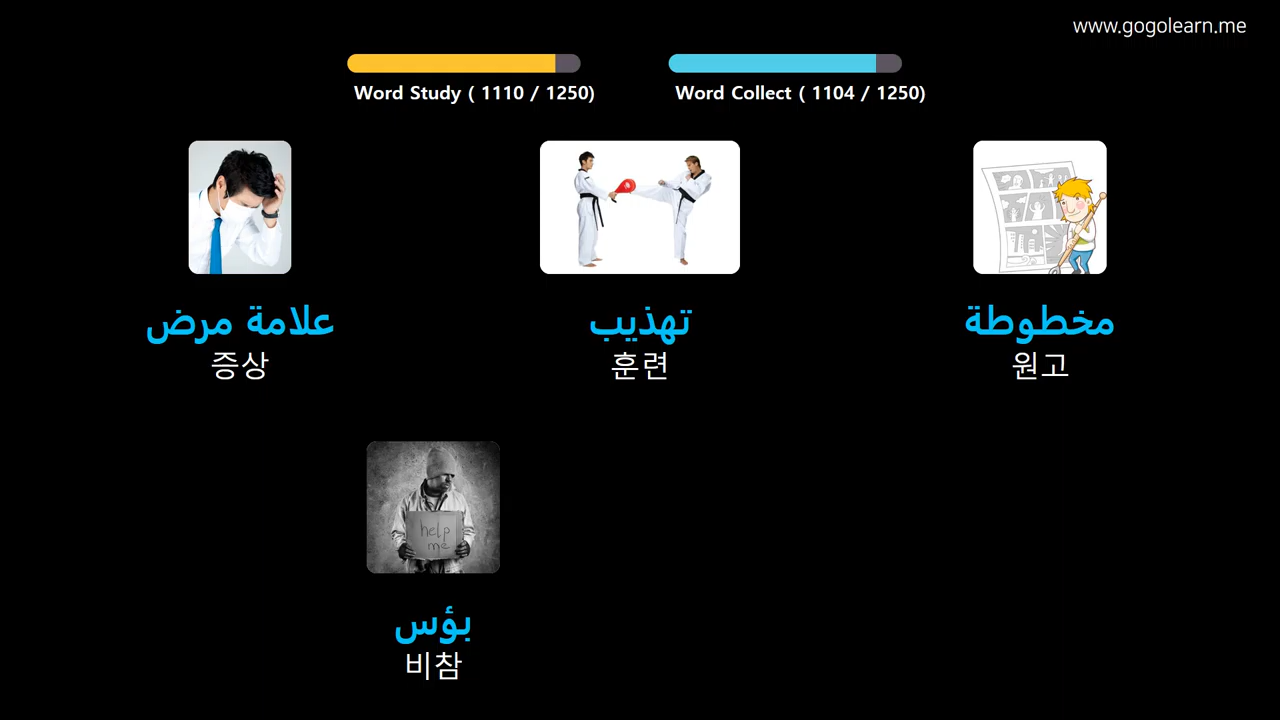 www.gogolearn.me
Word Study ( 1110 / 1250)
Word Collect ( 1104 / 1250)
علامة مرض
증상
تهذيب
훈련
مخطوطة
원고
help
me
بؤس
비참